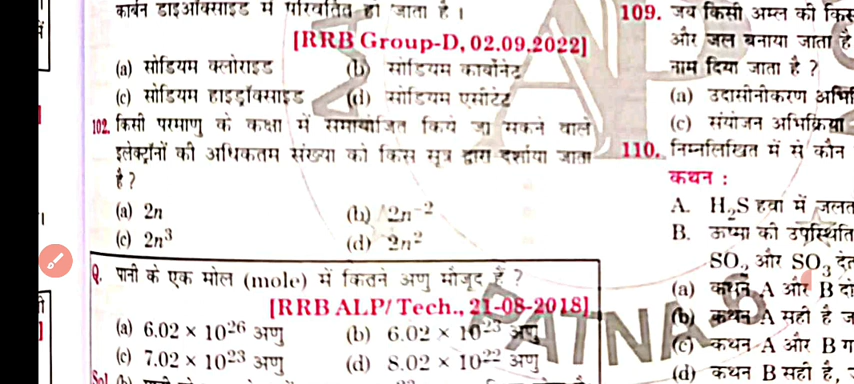 कार्बन डाइऑक्साइड में परिवर्तित हो जाता है।
[RRB Group-D, 02.09.2022]
(a) सोडियम क्लोराइड (b) सोडियम कार्बोनेट
(c) सोडियम हाइड्रॉक्साइड (d) सोडियम एसीटेट
102. किसी परमाणु के कक्षा में समायोजित किये जा सकने वाले
इलेक्ट्रॉनों की अधिकतम संख्या को किस सूत्र द्वारा दर्शाया जाता
है?
(a) 2n (b) 2n⁻²
(c) 2n³ (d) 2n²
Q. पानी के एक मोल (mole) में कितने अणु मौजूद हैं ?
[RRB ALP/Tech., 21-08-2018]
(a) 6.02 × 10²⁶ अणु (b) 6.02 × 10²³ अणु
(c) 7.02 × 10²³ अणु (d) 8.02 × 10²² अणु
Sol. (b)
109. जब किसी अम्ल की
और जल बनाया जाता है
नाम दिया जाता है ?
(a) उदासीनीकरण
(c) संयोजन अभिक्रिया
110. निम्नलिखित में से कौन
कथन :
A. H₂S हवा में
B. ऊष्मा की उपस्थिति
SO₂ और SO₃
(a) कथन A और B
(b) कथन A सही है
(c) कथन A और B
(d) कथन B सही है,
PATNA